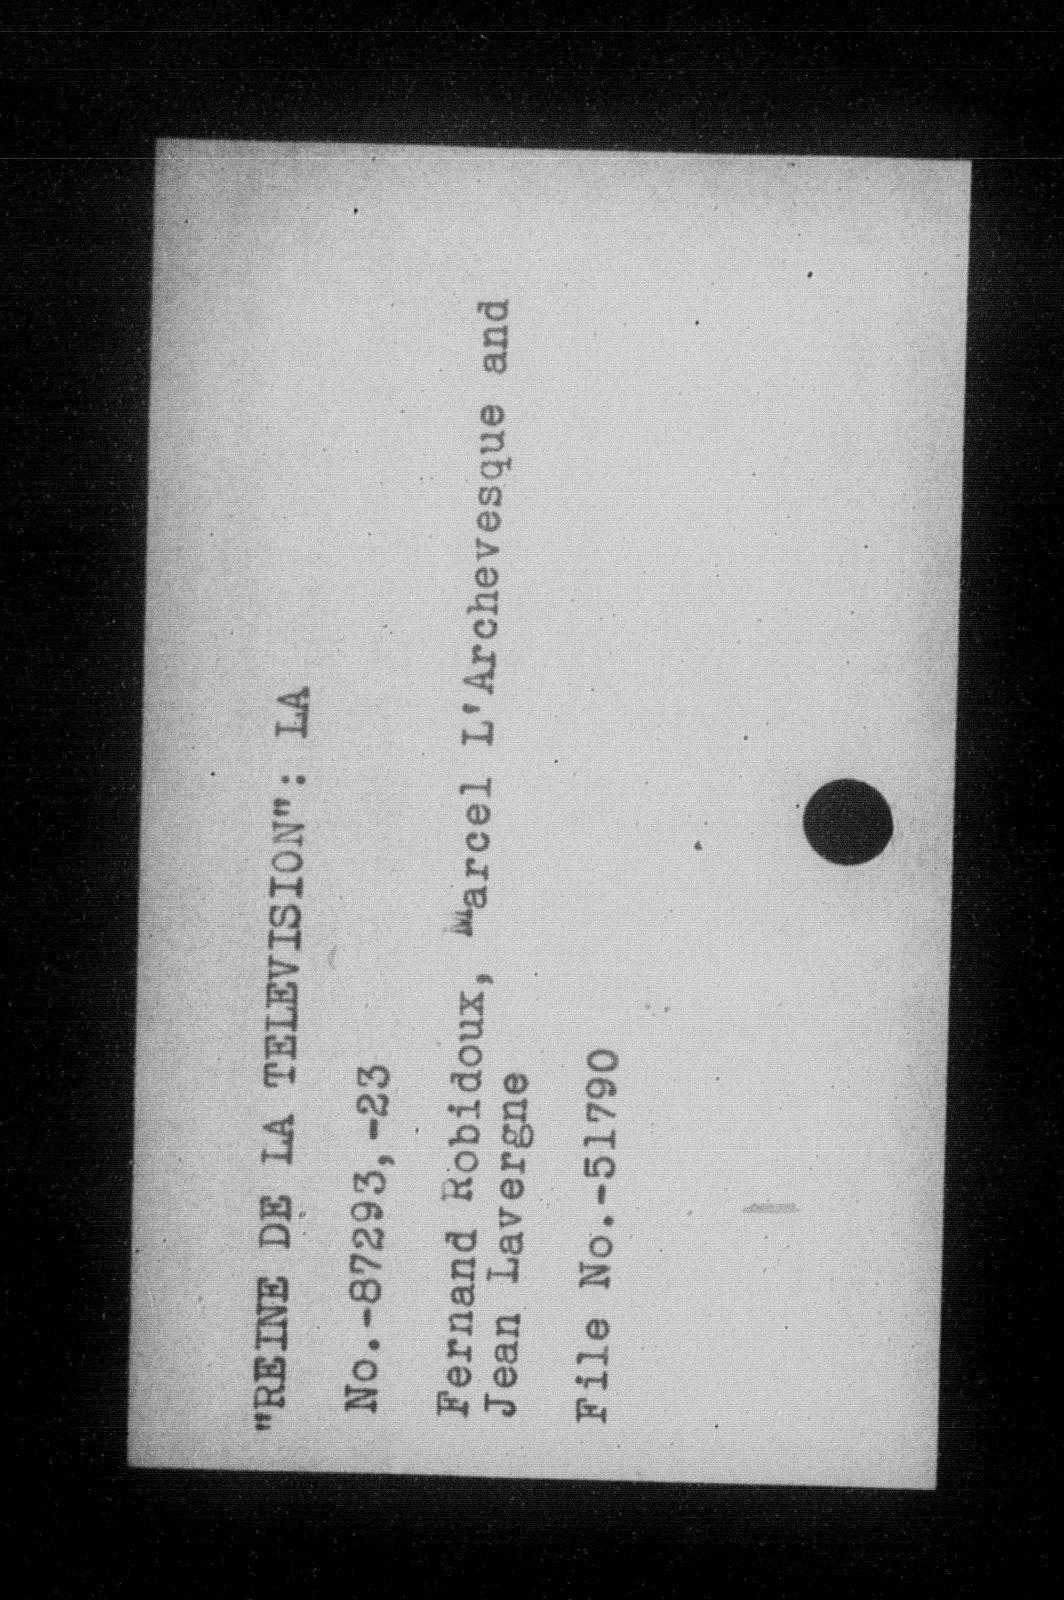 "REINE DE LA TELEVISION": LA
No.-87293,-23
Fernand Robidoux, Marcel L'Archevesque and
Jean Lavergne
File No.-51790